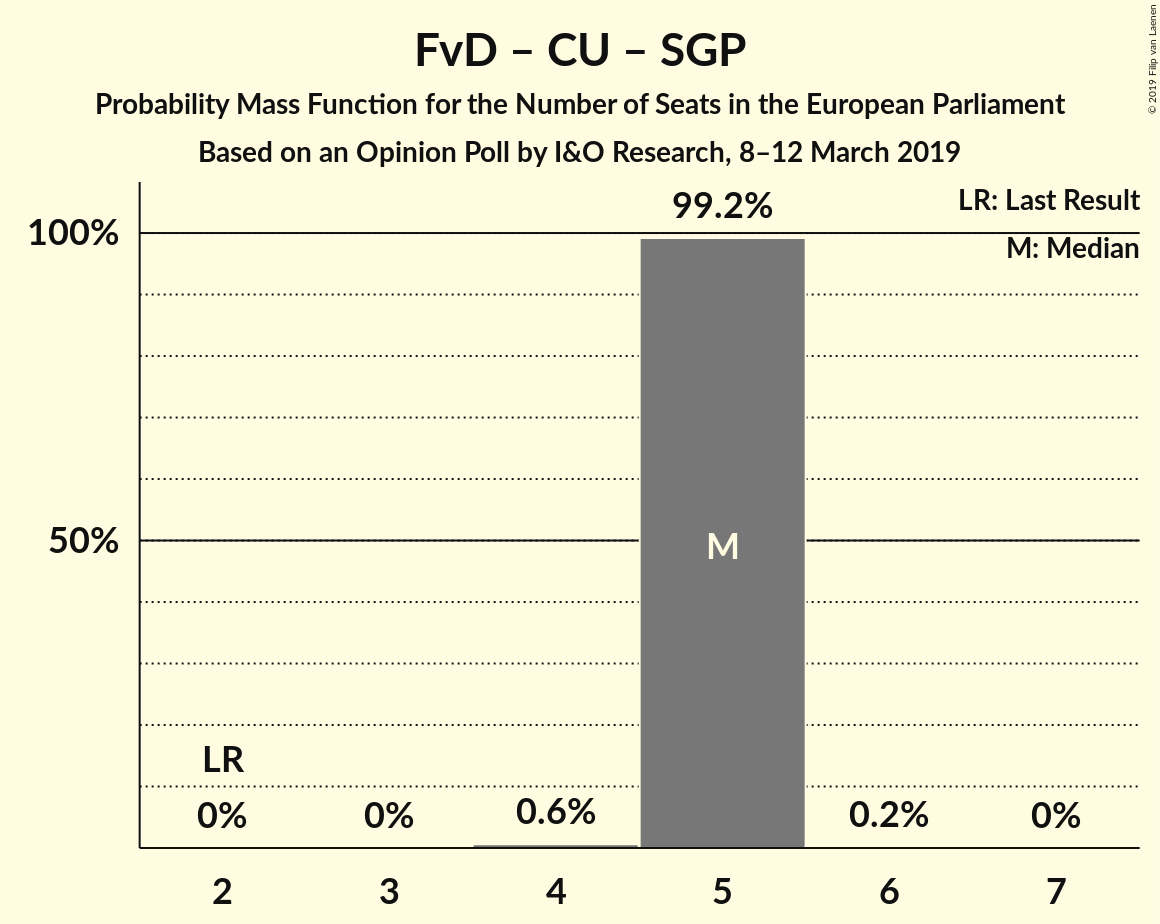 FvD – CU – SGP
Probability Mass Function for the Number of Seats in the European Parliament
Based on an Opinion Poll by I&O Research, 8–12 March 2019
© 2019 Filip van Laenen
LR: Last Result
M: Median
99.2%
100%
50%
M
LR
0%
0%
0.6%
0.2%
0%
2
3
4
5
6
7